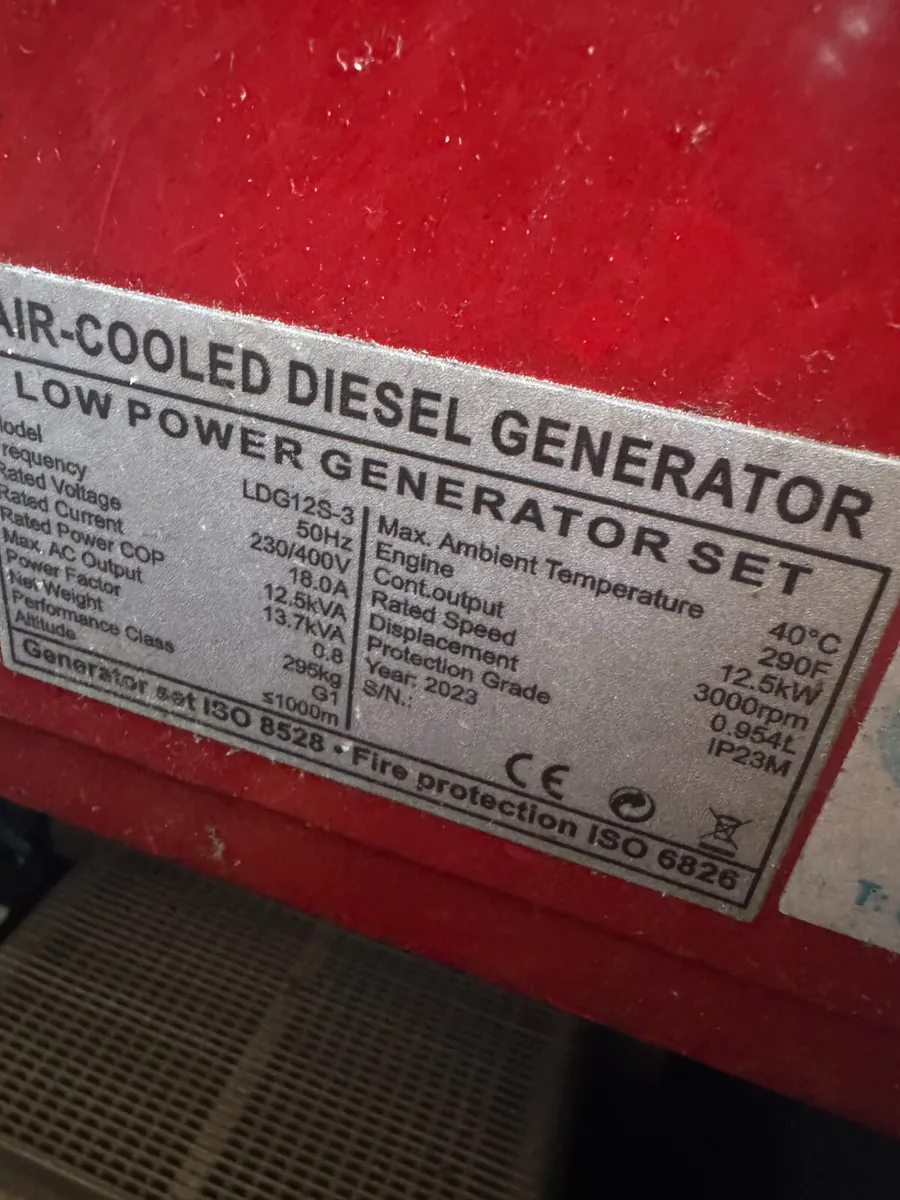 AIR-COOLED DIESEL GENERATOR
LOW POWER GENERATOR SET
Model LDG12S-3
Frequency 50Hz
Rated Voltage 230/400V
Rated Current 18.0A
Rated Power COP 12.5kVA
Max. AC Output 13.7kVA
Power Factor 0.8
Net Weight 295kg
Performance Class G1
Altitude ≤1000m
Max. Ambient Temperature 40°C
Engine 290F
Cont.output 12.5kW
Rated Speed 3000rpm
Displacement 0.954L
Protection Grade IP23M
Year: 2023
S/N.:
CE
Generator set ISO 8528 • Fire protection ISO 6826
T: